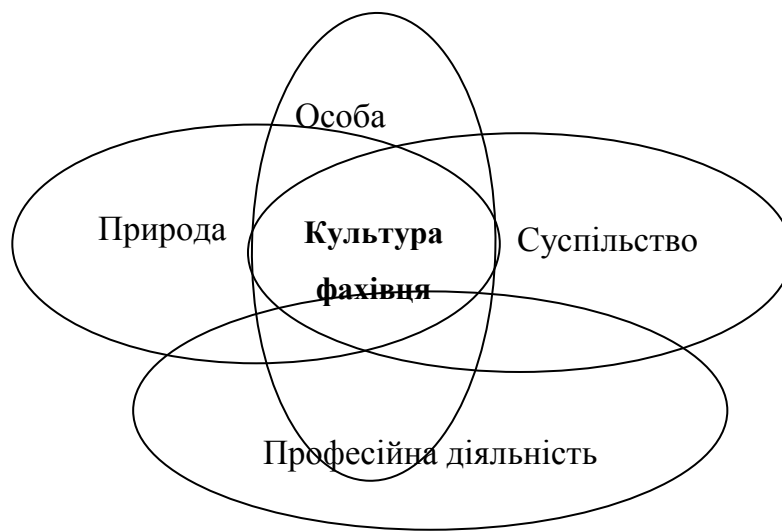 Особа
Природа
Культура
фахівця
Суспільство
Професійна діяльність